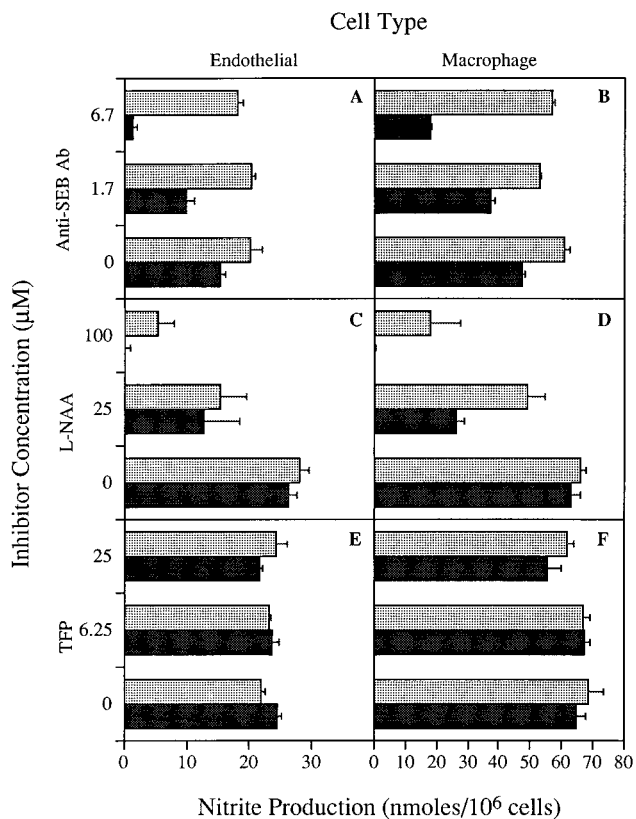 Cell Type
Endothelial Macrophage
Inhibitor Concentration (µM)
Anti-SEB Ab
6.7
1.7
0
A
B
L-NAA
100
25
0
C
D
TFP
25
6.25
0
E
F
0 10 20 30 0 10 20 30 40 50 60 70 80
Nitrite Production (nmoles/10⁶ cells)